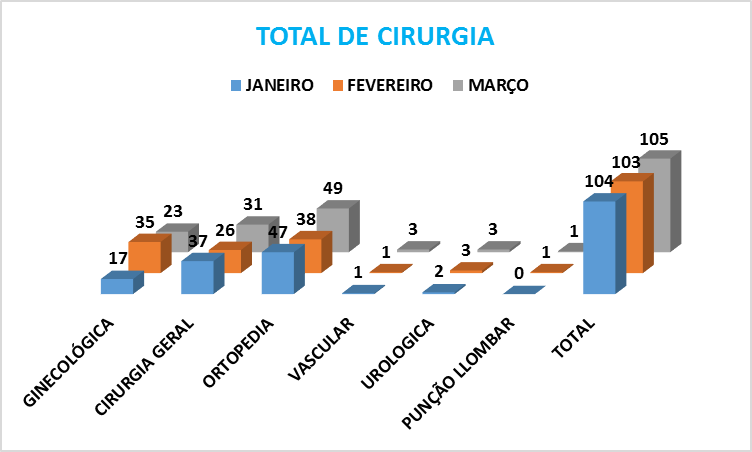 TOTAL DE CIRURGIA
JANEIRO FEVEREIRO MARÇO
17 35 23
37 26 31
47 38 49
1 1 3
2 3 3
0 1 1
104 103 105
GINECOLÓGICA
CIRURGIA GERAL
ORTOPEDIA
VASCULAR
UROLOGICA
PUNÇÃO LLOMBAR
TOTAL